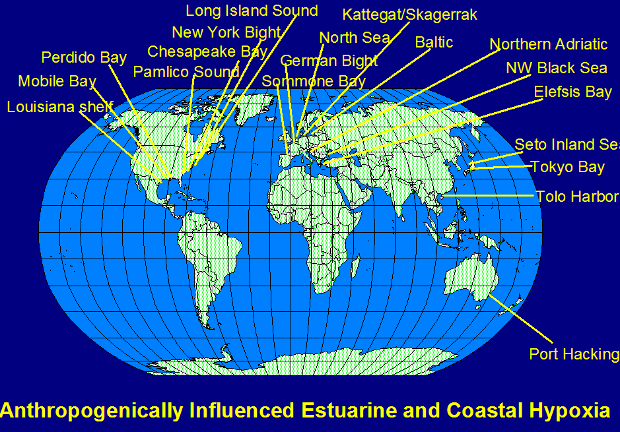 Long Island Sound
New York Bight
Chesapeake Bay
Pamlico Sound
Perdido Bay
Mobile Bay
Louisiana shelf
Kattegat/Skagerrak
North Sea
Baltic
German Bight
Sommone Bay
Northern Adriatic
NW Black Sea
Elefsis Bay
Seto Inland Se
Tokyo Bay
Tolo Harbor
Port Hacking
Anthropogenically Influenced Estuarine and Coastal Hypoxia